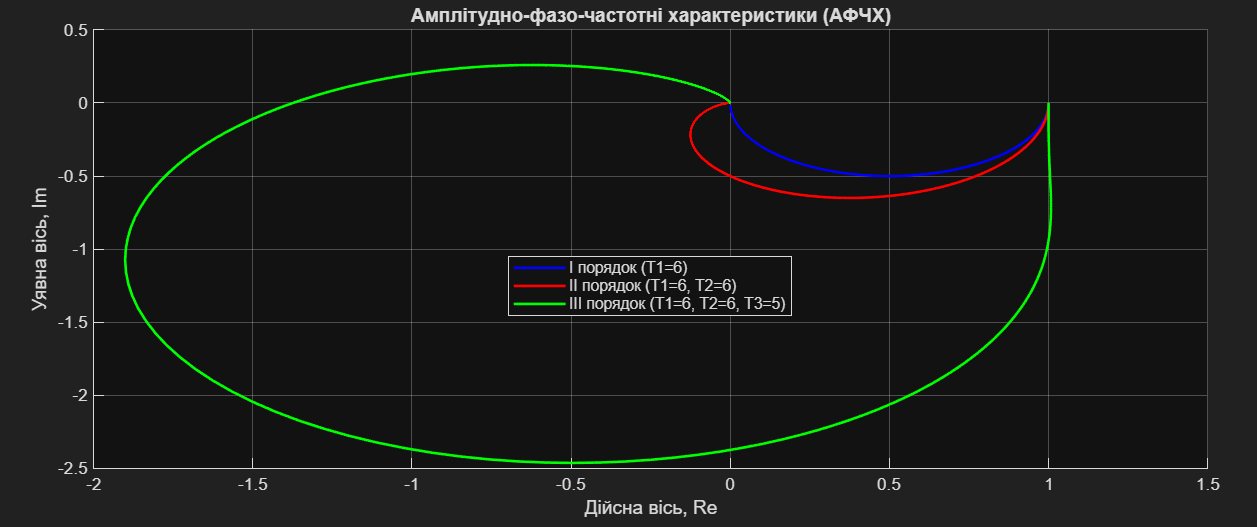 Амплітудно-фазо-частотні характеристики (АФЧХ)
0.5
0
-0.5
-1
-1.5
-2
-2.5
Уявна вісь, Im
I порядок (T1=6)
II порядок (T1=6, T2=6)
III порядок (T1=6, T2=6, T3=5)
-2 -1.5 -1 -0.5 0 0.5 1 1.5
Дійсна вісь, Re